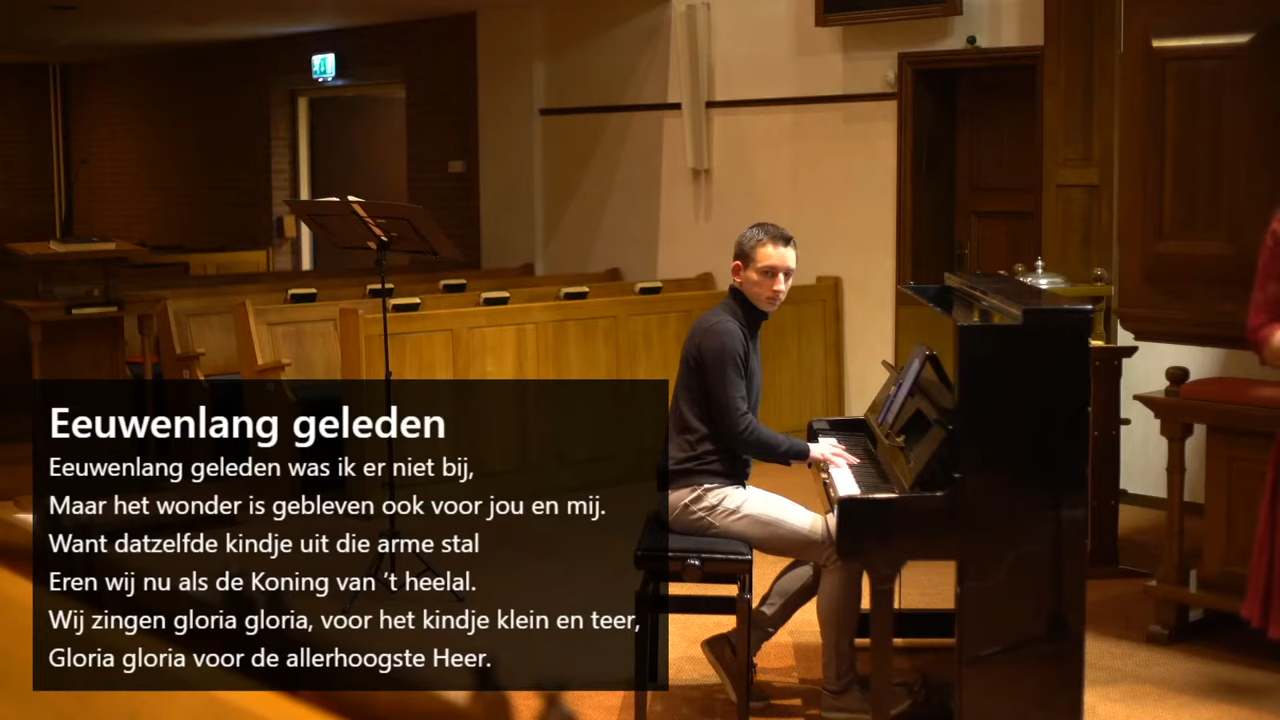 Eeuwenlang geleden
Eeuwenlang geleden was ik er niet bij,
Maar het wonder is gebleven ook voor jou en mij.
Want datzelfde kindje uit die arme stal
Eren wij nu als de Koning van ’t heelal.
Wij zingen gloria gloria, voor het kindje klein en teer,
Gloria gloria voor de allerhoogste Heer.